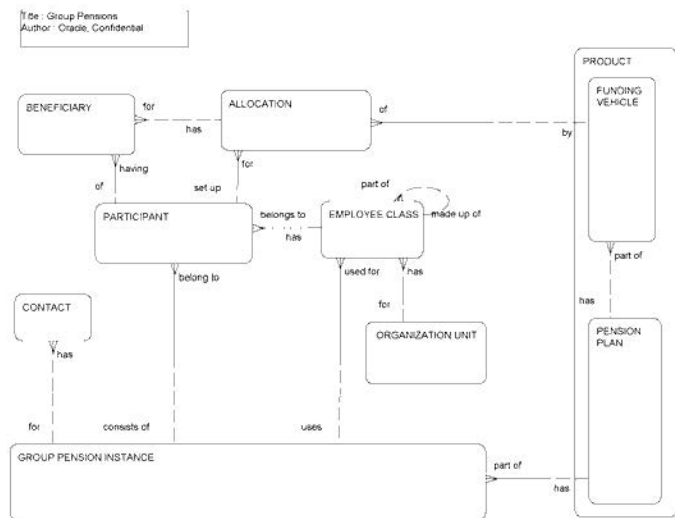 Title : Group Pensions
Author : Oracle, Confidential
PRODUCT
BENEFICIARY
for
has
ALLOCATION
of
by
FUNDING
VEHICLE
having
of
for
set up
part of
made up of
PARTICIPANT
belongs to
has
EMPLOYEE CLASS
belong to
used for
has
part of
has
CONTACT
has
for
ORGANIZATION UNIT
PENSION
PLAN
for
consists of
uses
GROUP PENSION INSTANCE
part of
has